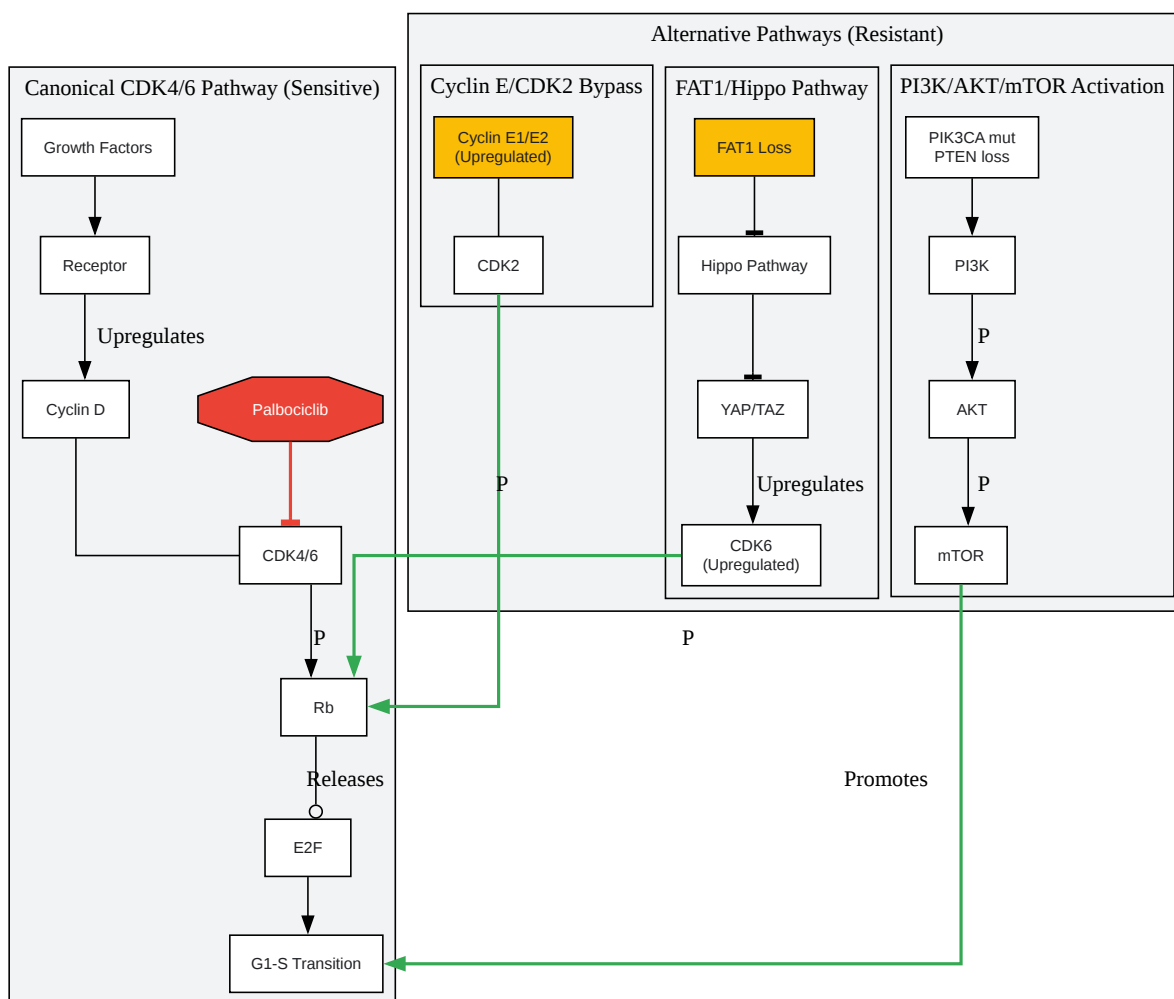 Alternative Pathways (Resistant)
Canonical CDK4/6 Pathway (Sensitive)
Growth Factors
Receptor
Upregulates
Cyclin D
Palbociclib
CDK4/6
P
Rb
Releases
E2F
G1-S Transition
Cyclin E/CDK2 Bypass
Cyclin E1/E2
(Upregulated)
CDK2
P
FAT1/Hippo Pathway
FAT1 Loss
Hippo Pathway
YAP/TAZ
Upregulates
CDK6
(Upregulated)
P
PI3K/AKT/mTOR Activation
PIK3CA mut
PTEN loss
PI3K
P
AKT
P
mTOR
Promotes